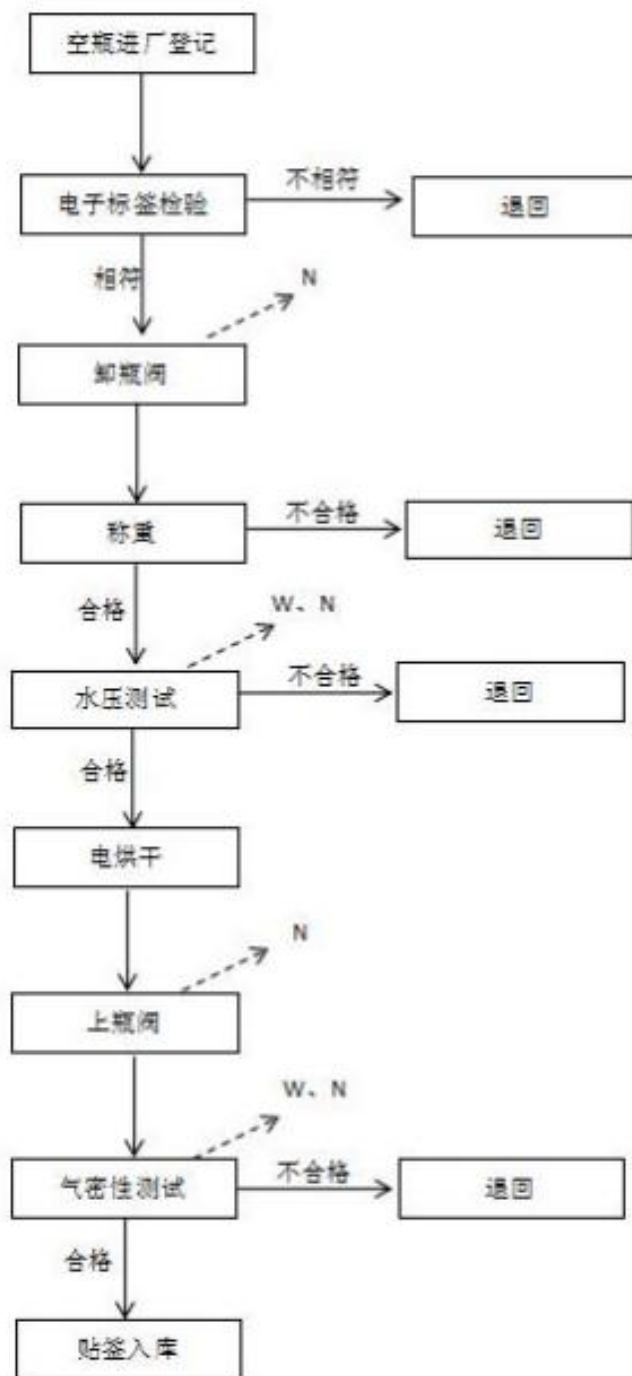 空瓶进厂登记
电子标签检验
不相符
退回
相符
N
卸瓶阀
称重
不合格
退回
合格
W、N
水压测试
不合格
退回
合格
电烘干
N
上瓶阀
W、N
气密性测试
不合格
退回
合格
贴签入库